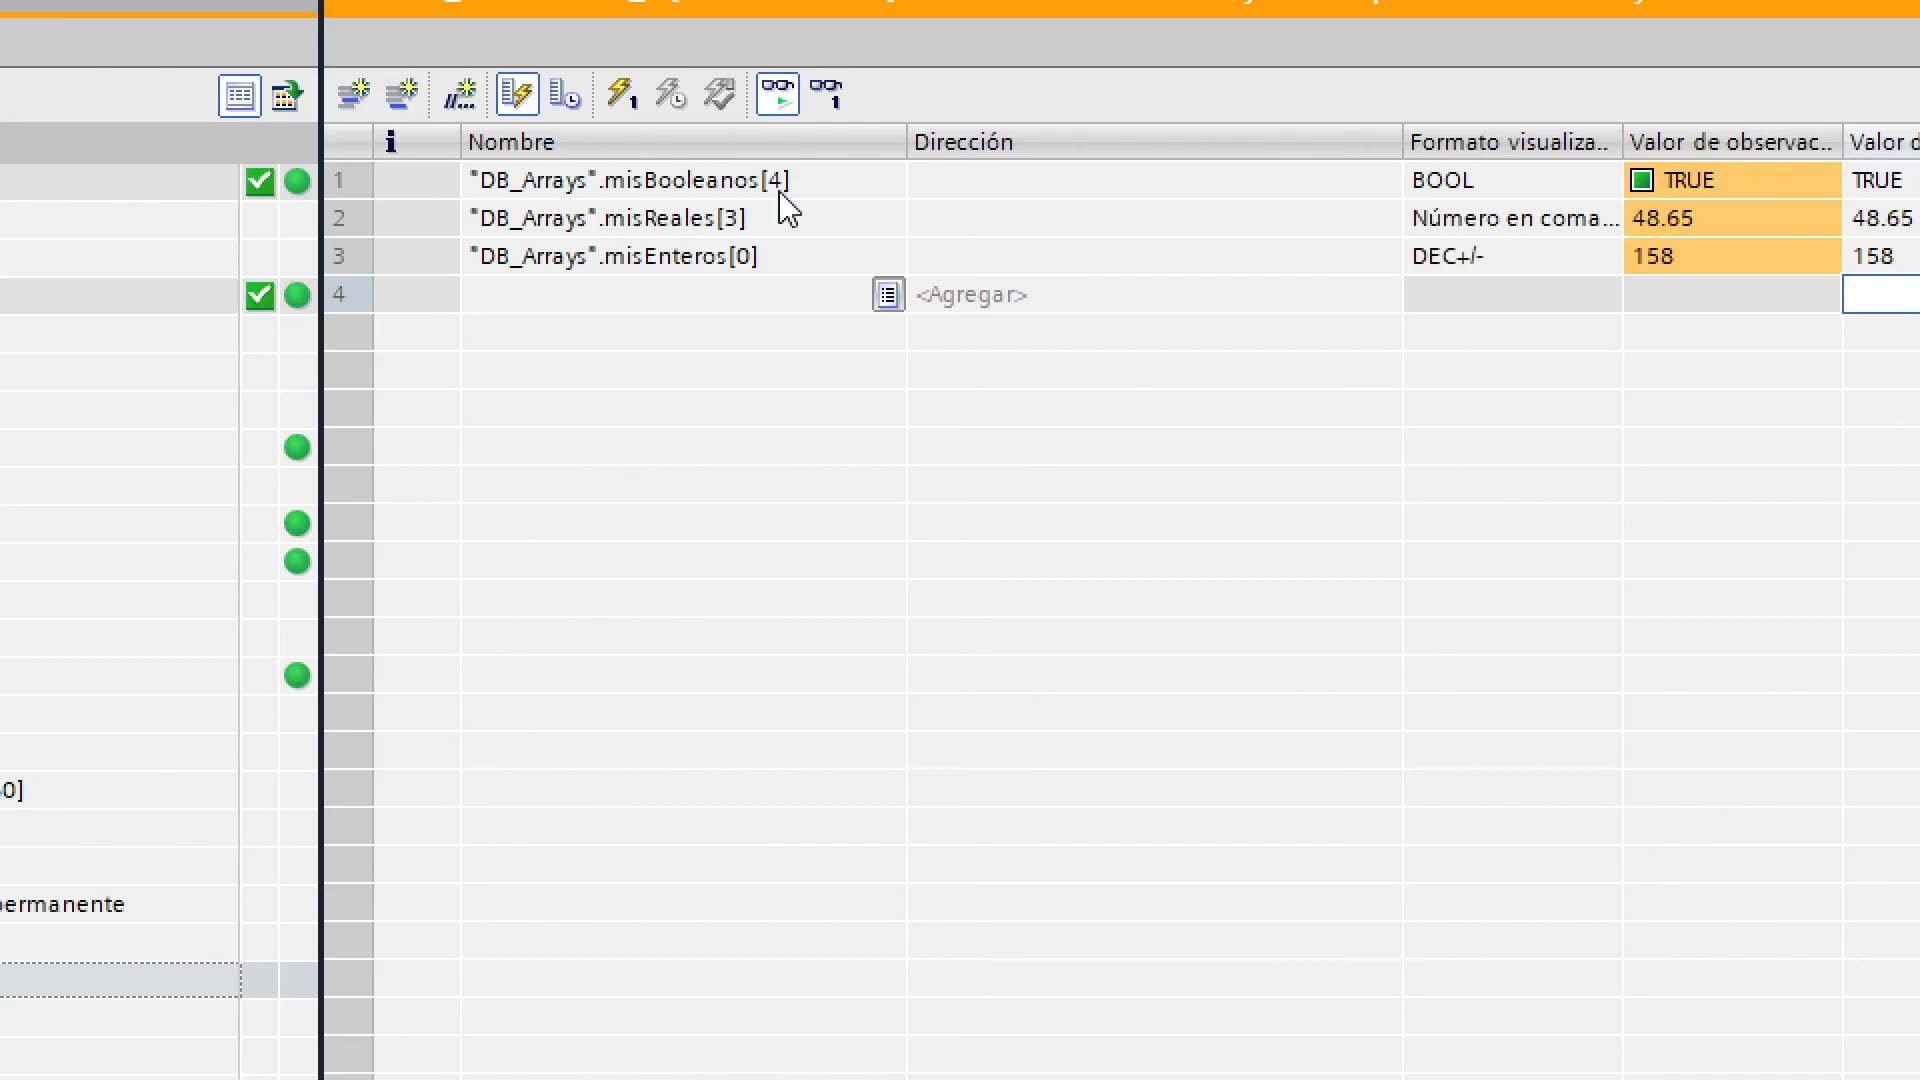 i Nombre Dirección Formato visualiza.. Valor de observac... Valor d
1 "DB_Arrays".misBooleanos[4] BOOL TRUE TRUE
2 "DB_Arrays".misReales[3] Número en coma... 48.65 48.65
3 "DB_Arrays".misEnteros[0] DEC+/- 158 158
4 <Agregar>
0]
permanente